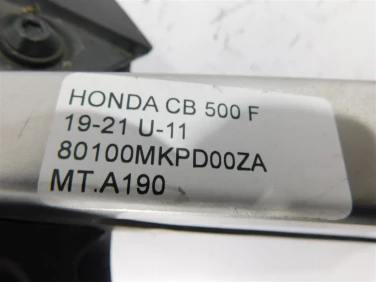 HONDA CB 500 F
19-21 U-11
80100MKPD00ZA
MT.A190